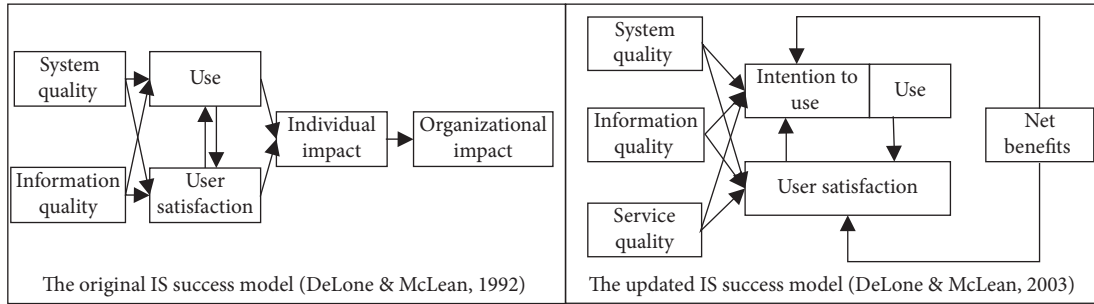 System
quality
Use
Information
quality
User
satisfaction
Individual
impact
Organizational
impact
The original IS success model (DeLone & McLean, 1992)
System
quality
Information
quality
Service
quality
Intention to
use
Use
User satisfaction
Net
benefits
The updated IS success model (DeLone & McLean, 2003)